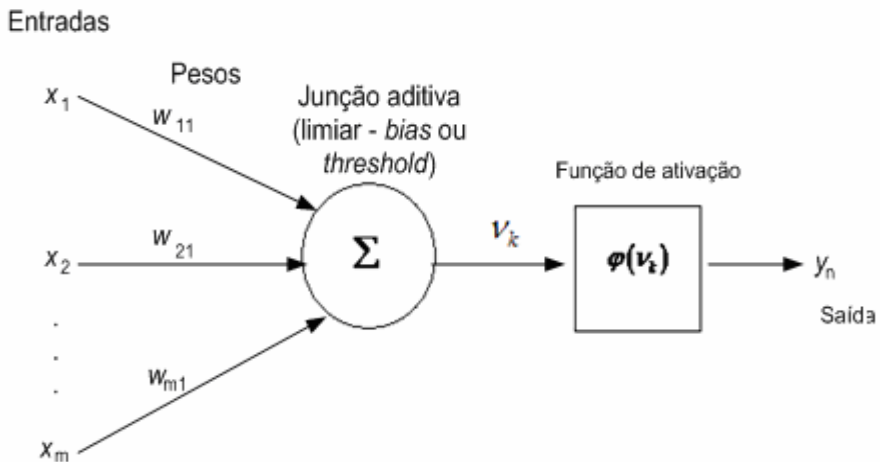 Entradas
Pesos
x1
w11
Junção aditiva
(limiar - bias ou
threshold)
Função de ativação
x2
w21
Σ
νk
φ(νk)
yn
Saída
.
.
.
wm1
xm